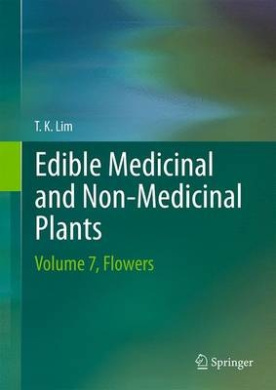 T. K. Lim
Edible Medicinal
and Non-Medicinal
Plants
Volume 7, Flowers
Springer